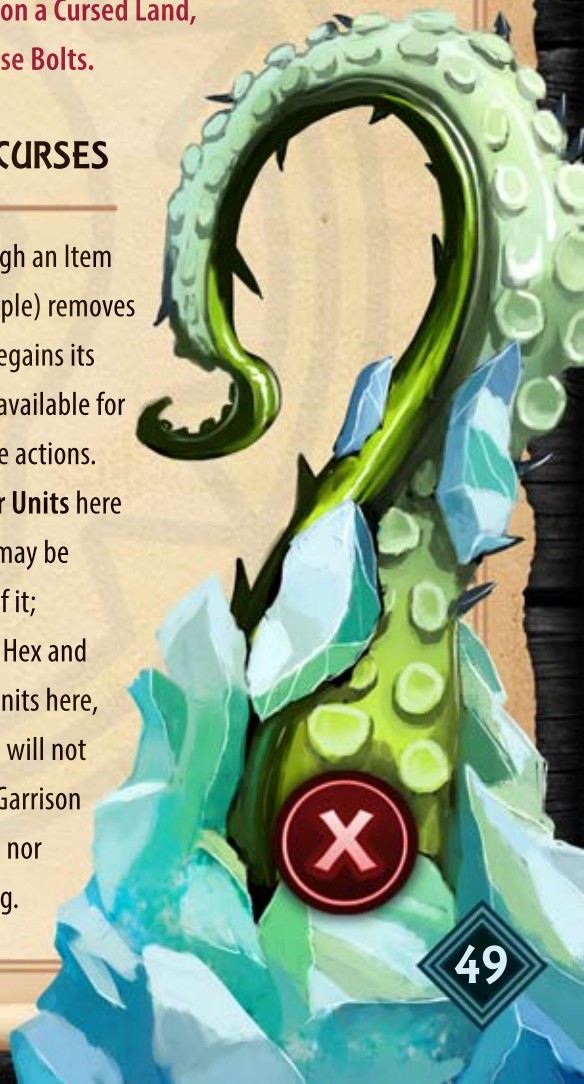 on a Cursed Land,
se Bolts.
CURSES
gh an Item
ple) removes
egains its
available for
e actions.
r Units here
may be
f it;
Hex and
nits here,
will not
Garrison
nor
g.
X
49